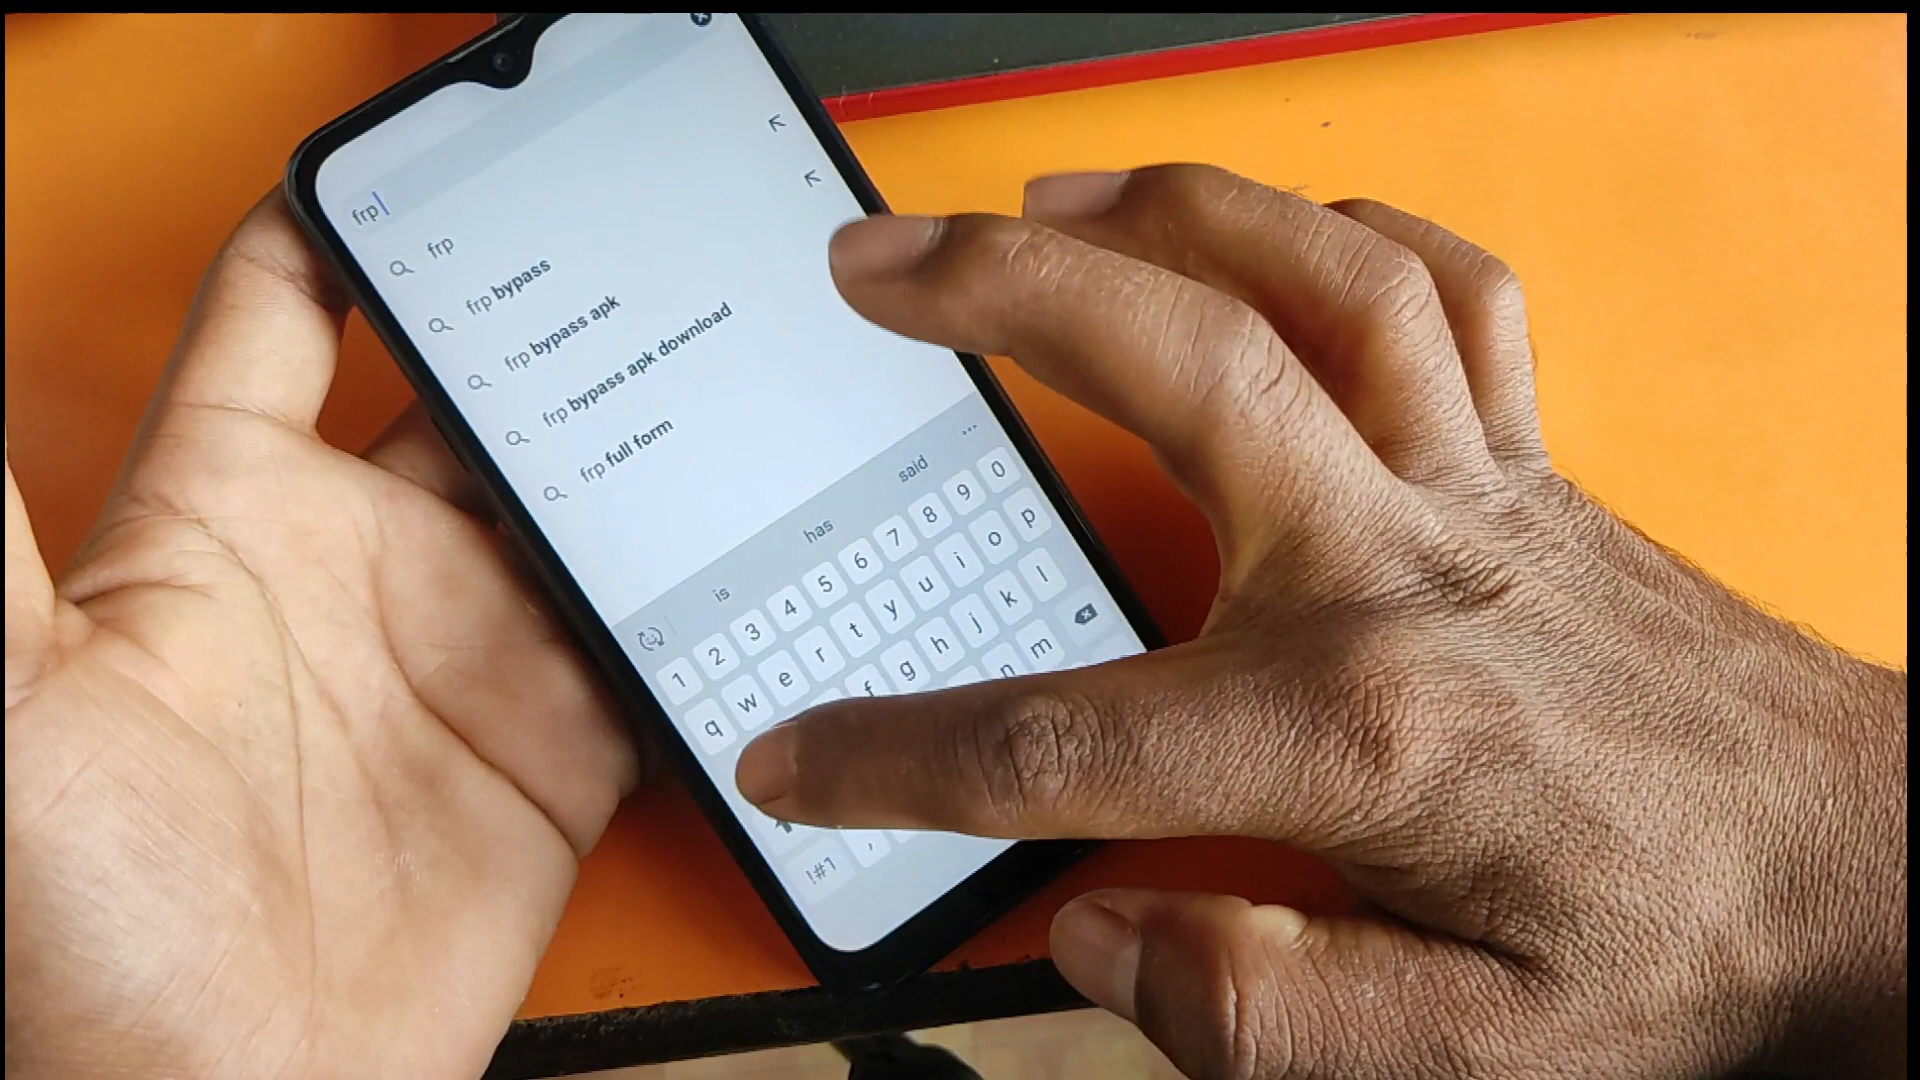 frp
frp
frp bypass
frp bypass apk
frp bypass apk download
frp full form
is has said
1 2 3 4 5 6 7 8 9 0
q w e r t y u i o p
f g h j k l
n m
!#1 ,